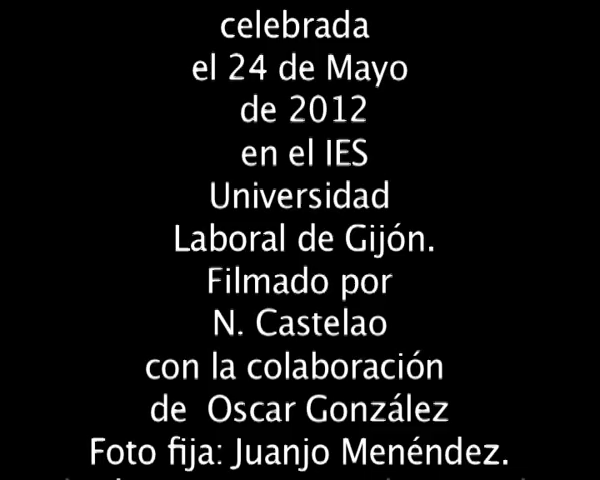 celebrada
el 24 de Mayo
de 2012
en el IES
Universidad
Laboral de Gijón.
Filmado por
N. Castelao
con la colaboración
de Oscar González
Foto fija: Juanjo Menéndez.